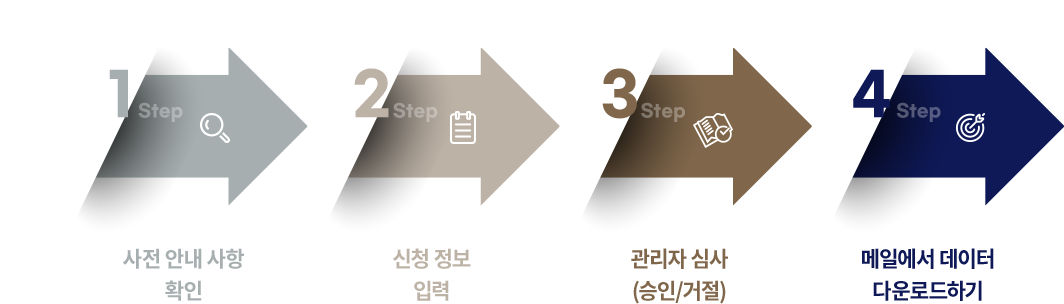 1 Step
사전 안내 사항
확인
2 Step
신청 정보
입력
3 Step
관리자 심사
(승인/거절)
4 Step
메일에서 데이터
다운로드하기